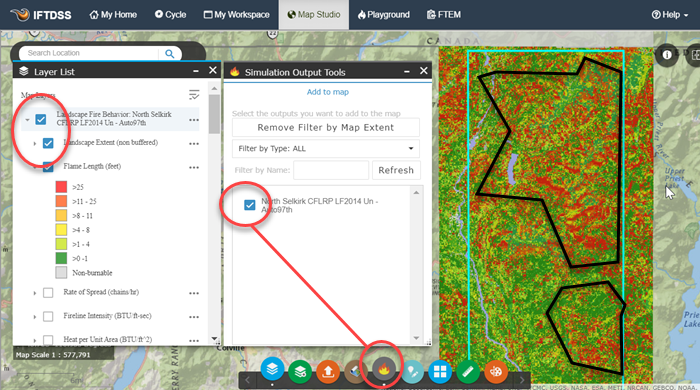 IFTDSS
My Home
Cycle
My Workspace
Map Studio
Playground
FTEM
Help
CANADA
Search Location
Layer List
Map Layers
Landscape Fire Behavior: North Selkirk
CFLRP LF2014 Un - Auto97th
Landscape Extent (non buffered)
Flame Length (feet)
>25
>11 - 25
>8 - 11
>4 - 8
>1 - 4
>0 -1
Non-burnable
Rate of Spread (chains/hr)
Fireline Intensity (BTU/ft-sec)
Heat per Unit Area (BTU/ft^2)
Map Scale 1 : 577,791
Simulation Output Tools
Add to map
Select the outputs you want to add to the map
Remove Filter by Map Extent
Filter by Type: ALL
Filter by Name:
Refresh
North Selkirk CFLRP LF2014 Un -
Auto97th
Upper
Priest
Lake
Colville
USGS, NASA, ESA, METI, NRCAN, GEBCO, NOAA